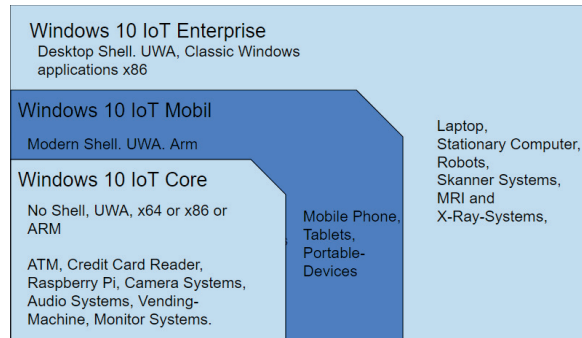 Windows 10 IoT Enterprise
Desktop Shell. UWA, Classic Windows
applications x86
Windows 10 IoT Mobil
Modern Shell. UWA. Arm
Windows 10 IoT Core
No Shell, UWA, x64 or x86 or
ARM
ATM, Credit Card Reader,
Raspberry Pi, Camera Systems,
Audio Systems, Vending-
Machine, Monitor Systems.
Mobile Phone,
Tablets,
Portable-
Devices
Laptop,
Stationary Computer,
Robots,
Skanner Systems,
MRI and
X-Ray-Systems,